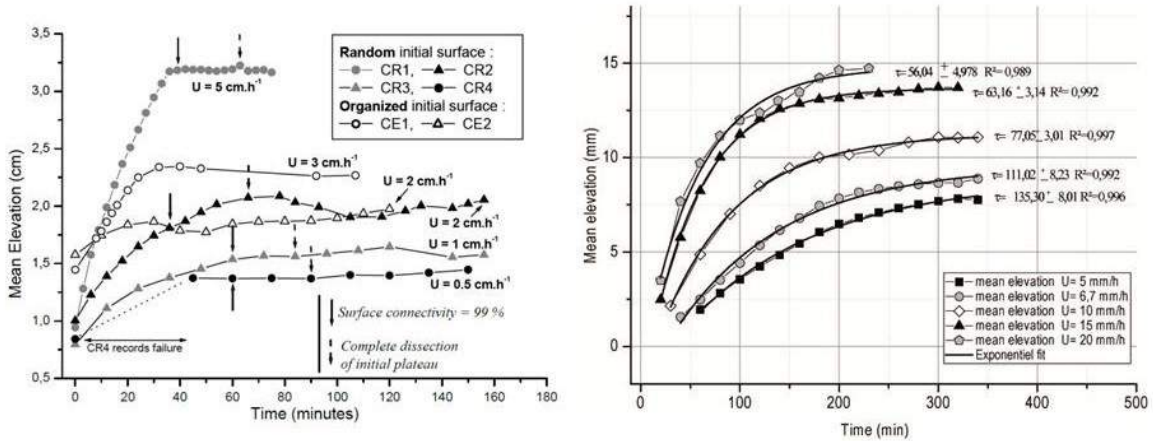 3,5
3,0
2,5
2,0
1,5
1,0
0,5
Mean Elevation (cm)
U = 5 cm.h⁻¹
Random initial surface :
CR1, CR2
CR3, CR4
Organized initial surface :
CE1, CE2
U = 3 cm.h⁻¹
U = 2 cm.h⁻¹
U = 2 cm.h⁻¹
U = 1 cm.h⁻¹
U = 0.5 cm.h⁻¹
Surface connectivity = 99 %
Complete dissection
of initial plateau
CR4 records failure
0 20 40 60 80 100 120 140 160 180
Time (minutes)
15
10
5
0
Mean elevation (mm)
τ=56,04 ± 4,978 R²=0,989
τ=63,16 ± 3,14 R²=0,992
τ=77,05 ± 3,01 R²=0,997
τ=111,02 ± 8,23 R²=0,992
τ=135,30 ± 8,01 R²=0,996
mean elevation U= 5 mm/h
mean elevation U= 6,7 mm/h
mean elevation U= 10 mm/h
mean elevation U= 15 mm/h
mean elevation U= 20 mm/h
Exponentiel fit
0 100 200 300 400 500
Time (min)